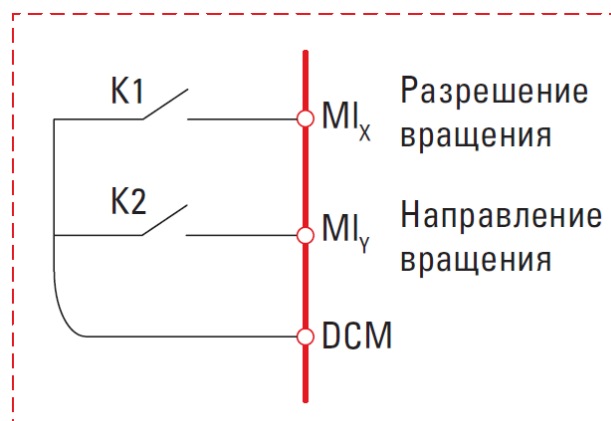 K1
MIX
Разрешение
вращения
K2
MIY
Направление
вращения
DCM